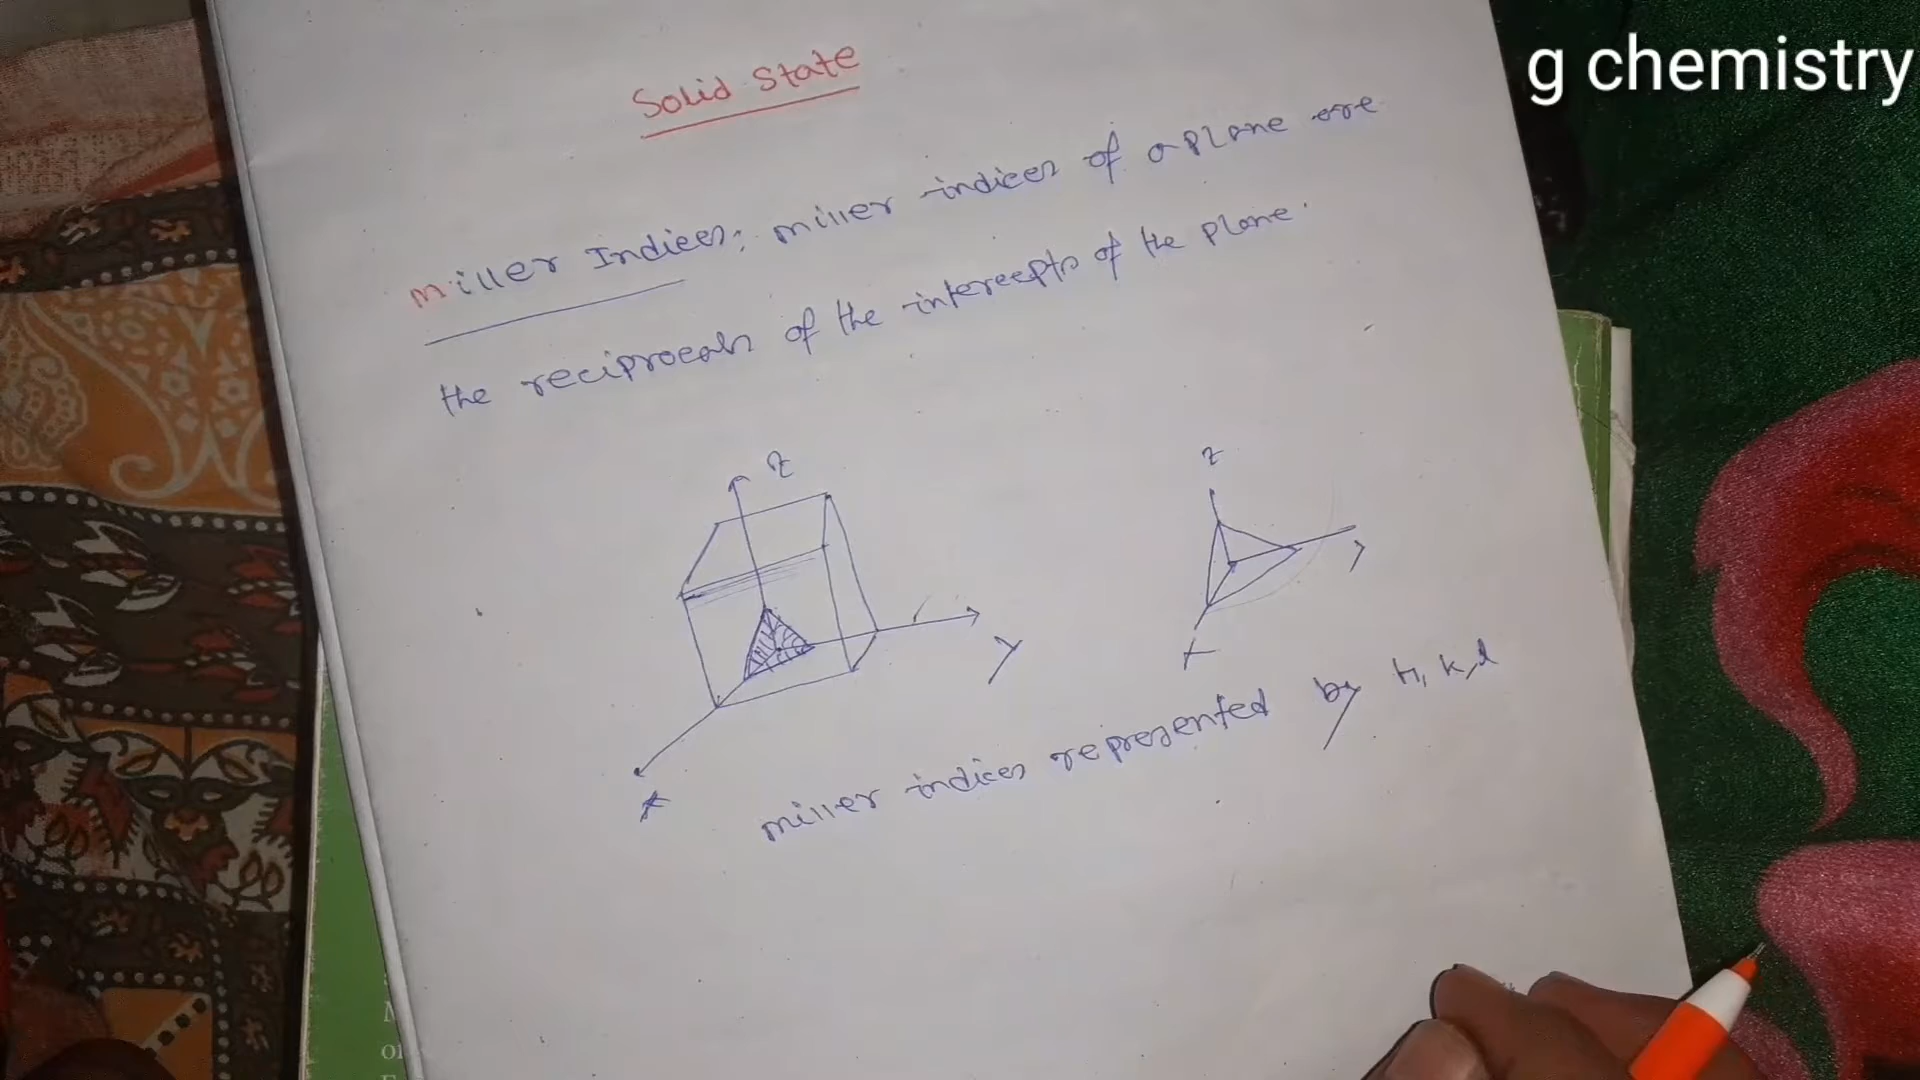 g chemistry
Solid State
Miller Indices; miller indices of a plane are
the reciprocals of the intercepts of the plane.
z
z
y
y
x
x
miller indices represented by H, k, l
M
of